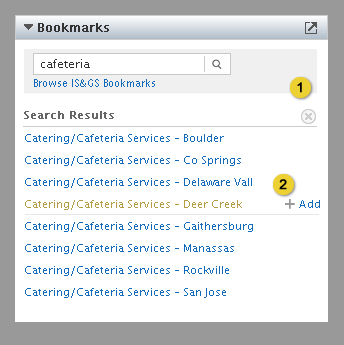 Bookmarks
cafeteria
Browse IS&GS Bookmarks
1
Search Results
Catering/Cafeteria Services - Boulder
Catering/Cafeteria Services - Co Springs
Catering/Cafeteria Services - Delaware Vall
2
Catering/Cafeteria Services - Deer Creek + Add
Catering/Cafeteria Services - Gaithersburg
Catering/Cafeteria Services - Manassas
Catering/Cafeteria Services - Rockville
Catering/Cafeteria Services - San Jose